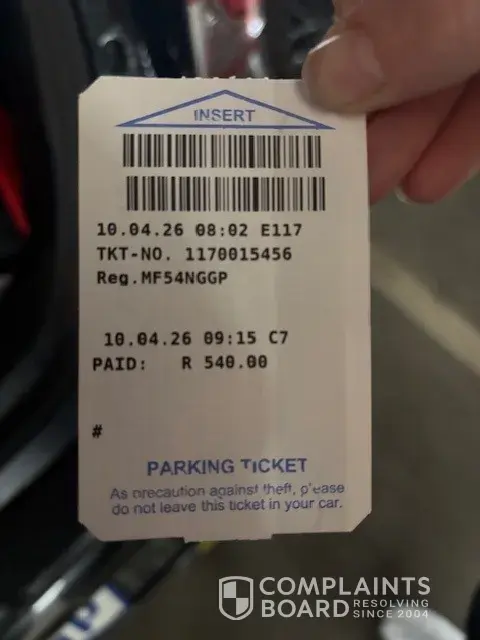 INSERT
10.04.26 08:02 E117
TKT-NO. 1170015456
Reg.MF54NGGP
10.04.26 09:15 C7
PAID: R 540.00
#
PARKING TICKET
As precaution against theft, please
do not leave this ticket in your car.
COMPLAINTS
BOARD RESOLVING
SINCE 2004